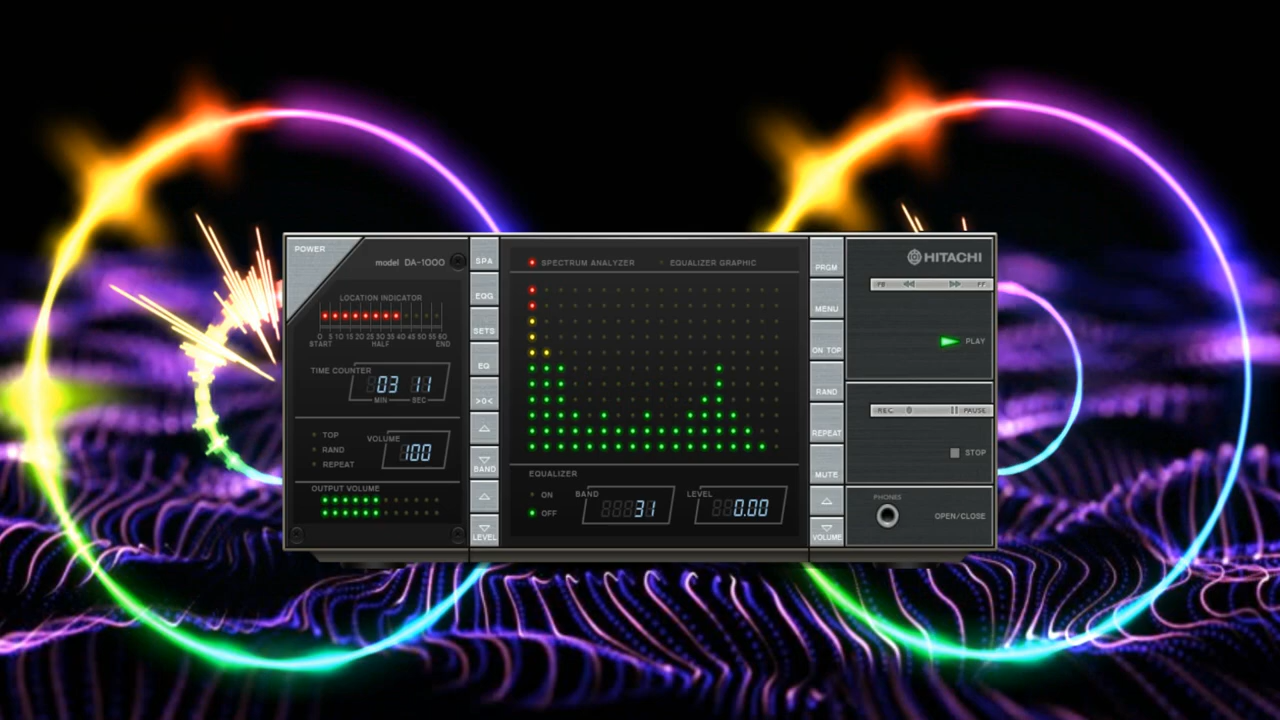 POWER
model DA-1000
LOCATION INDICATOR
0 5 10 15 20 25 30 35 40 45 50 55 60
START HALF END
TIME COUNTER
03 11
MIN SEC
TOP
RAND
REPEAT
VOLUME
100
OUTPUT VOLUME
SPA
EQG
SETS
EQ
>0<
BAND
LEVEL
SPECTRUM ANALYZER
EQUALIZER GRAPHIC
EQUALIZER
ON
OFF
BAND
31
LEVEL
0.00
PRGM
MENU
ON TOP
RAND
REPEAT
MUTE
VOLUME
HITACHI
FF
PLAY
REC PAUSE
STOP
PHONES
OPEN/CLOSE